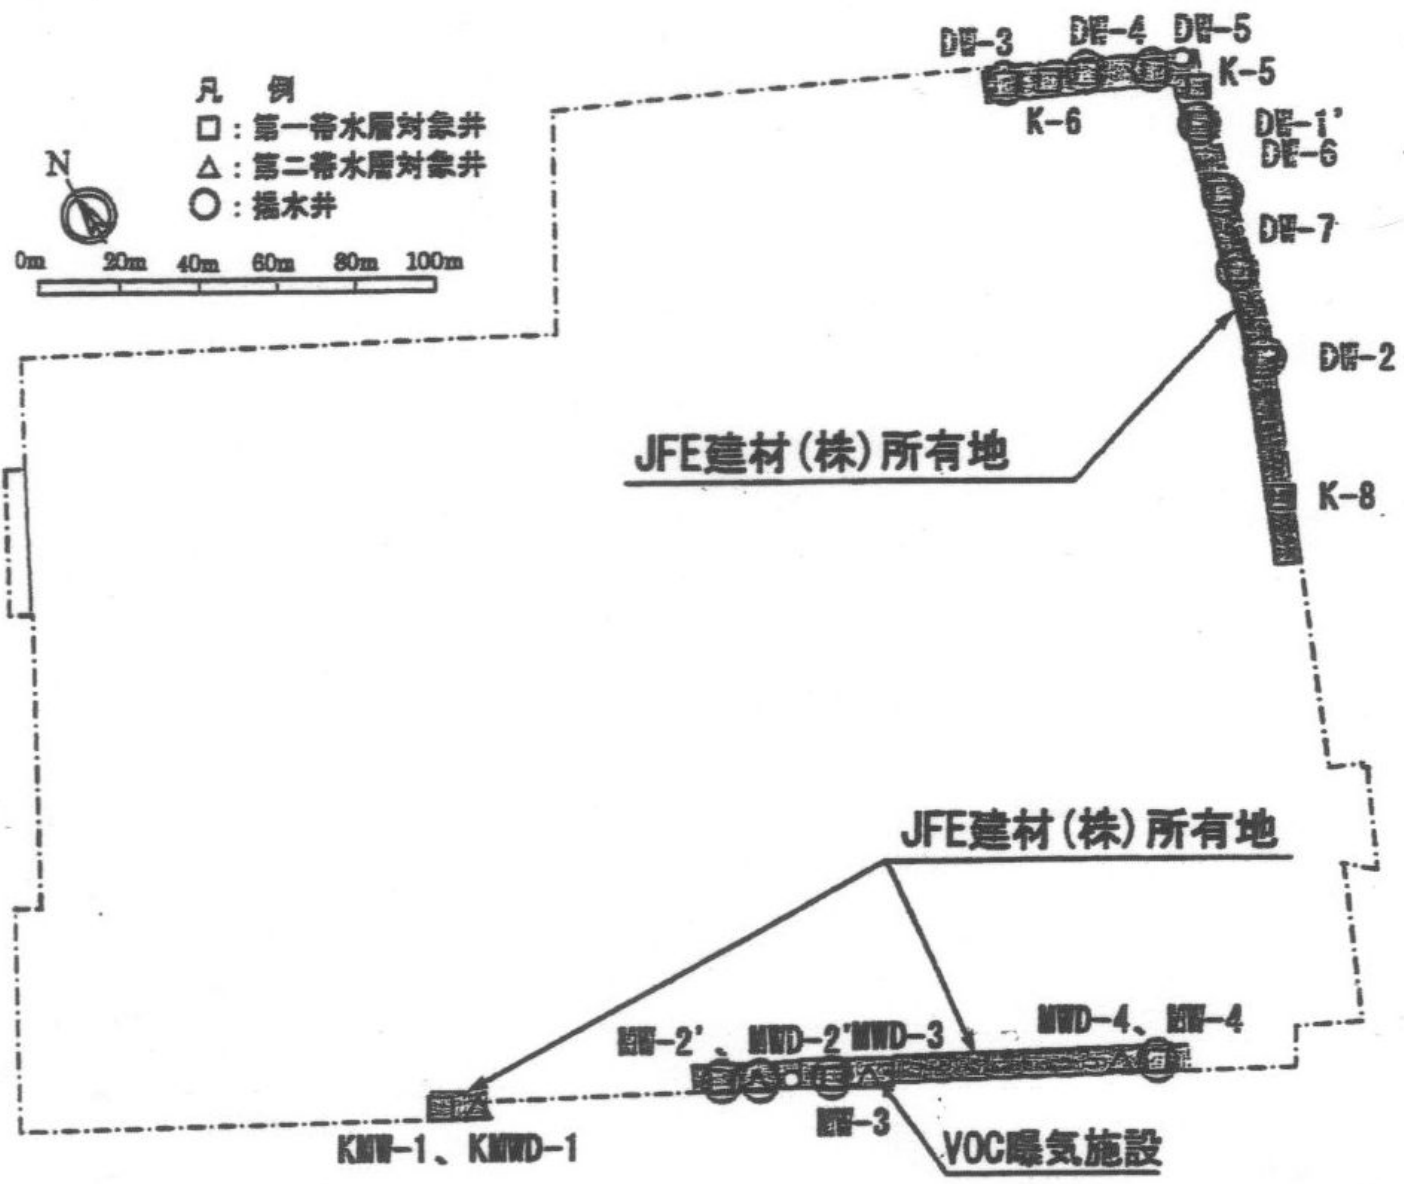 凡 例
□：第一帯水層対象井
△：第二帯水層対象井
○：揚水井
N
0m 20m 40m 60m 80m 100m
DW-3
DW-4
DW-5
K-5
K-6
DW-1'
DW-6
DW-7
DW-2
JFE建材(株)所有地
K-8
JFE建材(株)所有地
MW-2'、MWD-2'
MWD-3
MWD-4、MW-4
MW-3
KMW-1、KMWD-1
VOC曝気施設